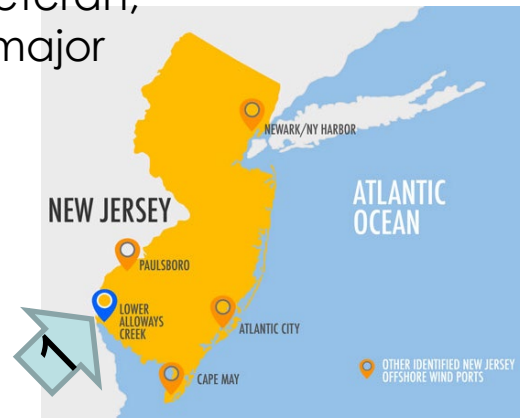 major
NEWARK/NY HARBOR
NEW JERSEY
ATLANTIC
OCEAN
PAULSBORO
LOWER
ALLOWAYS
CREEK
ATLANTIC CITY
1
CAPE MAY
OTHER IDENTIFIED NEW JERSEY
OFFSHORE WIND PORTS